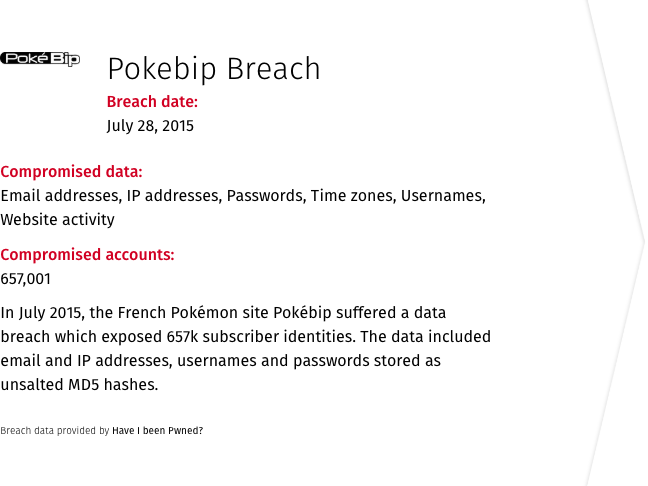 Poké Bip
Pokebip Breach
Breach date:
July 28, 2015
Compromised data:
Email addresses, IP addresses, Passwords, Time zones, Usernames,
Website activity
Compromised accounts:
657,001
In July 2015, the French Pokémon site Pokébip suffered a data
breach which exposed 657k subscriber identities. The data included
email and IP addresses, usernames and passwords stored as
unsalted MD5 hashes.
Breach data provided by Have I been Pwned?